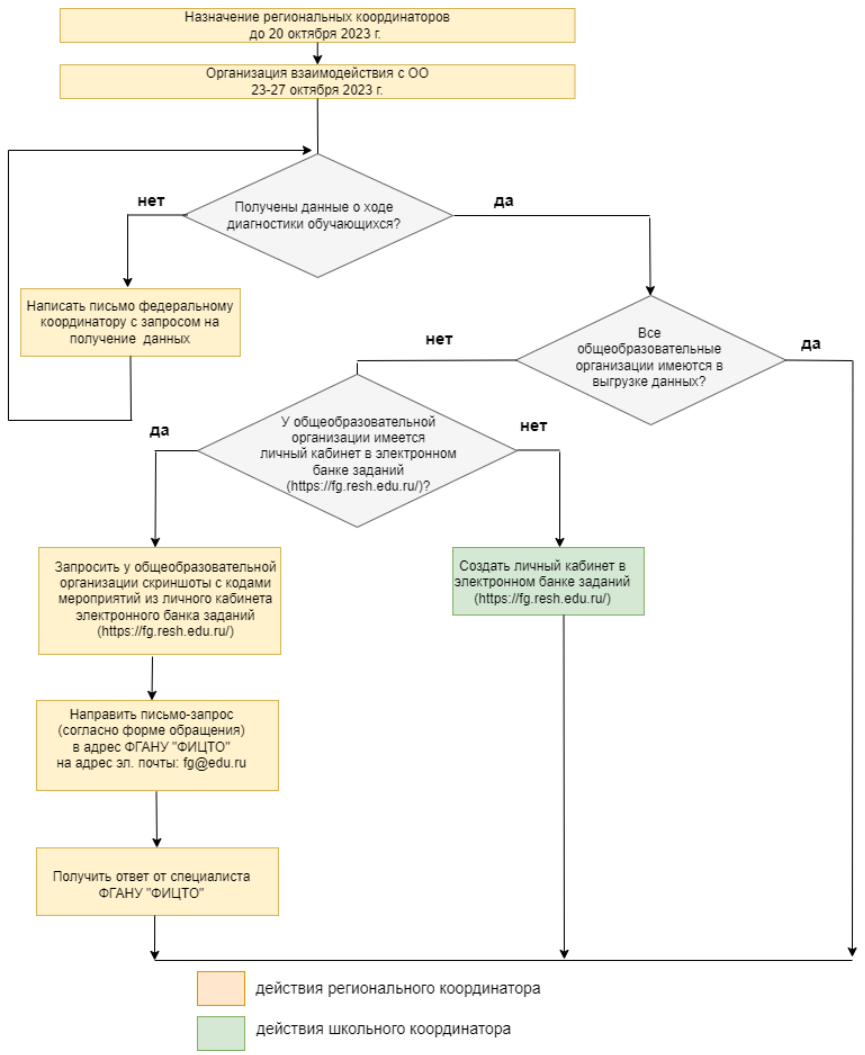 Назначение региональных координаторов
до 20 октября 2023 г.
Организация взаимодействия с ОО
23-27 октября 2023 г.
нет
да
Получены данные о ходе
диагностики обучающихся?
Написать письмо федеральному
координатору с запросом на
получение данных
Все
общеобразовательные
организации имеются в
выгрузке данных?
нет
да
У общеобразовательной
организации имеется
личный кабинет в электронном
банке заданий
(https://fg.resh.edu.ru/)?
да
нет
Запросить у общеобразовательной
организации скриншоты с кодами
мероприятий из личного кабинета
электронного банка заданий
(https://fg.resh.edu.ru/)
Создать личный кабинет в
электронном банке заданий
(https://fg.resh.edu.ru/)
Направить письмо-запрос
(согласно форме обращения)
в адрес ФГАНУ "ФИЦТО"
на адрес эл. почты: fg@edu.ru
Получить ответ от специалиста
ФГАНУ "ФИЦТО"
действия регионального координатора
действия школьного координатора